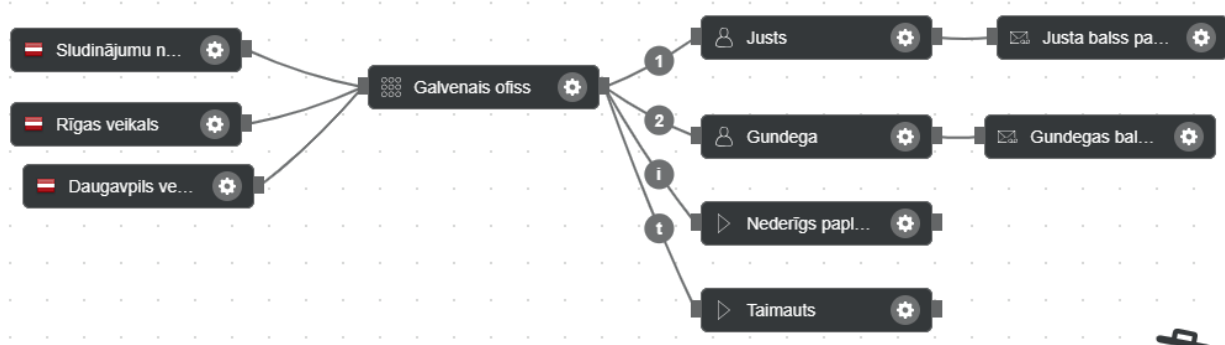 Sludinājumu n...
Rīgas veikals
Daugavpils ve...
Galvenais ofiss
1
2
i
t
Justs
Justa balss pa...
Gundega
Gundegas bal...
Nederīgs papl...
Taimauts